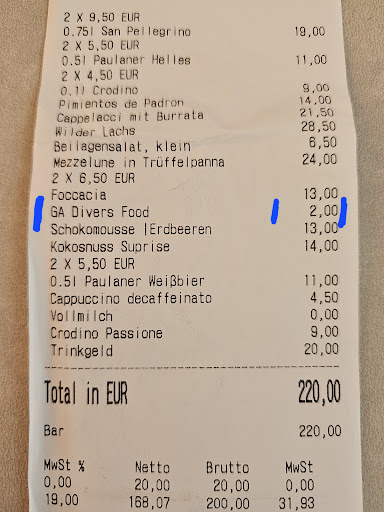 2 X 9,50 EUR
0.75l San Pellegrino 19,00
2 X 5,50 EUR
0.5l Paulaner Helles 11,00
2 X 4,50 EUR
0.1l Crodino 9,00
Pimientos de Padron 14,00
Cappelacci mit Burrata 21,50
Wilder Lachs 28,50
Beilagensalat, klein 6,50
Mezzelune in Trüffelpanna 24,00
2 X 6,50 EUR
Foccacia 13,00
GA Divers Food 2,00
Schokomousse |Erdbeeren 13,00
Kokosnuss Suprise 14,00
2 X 5,50 EUR
0.5l Paulaner Weißbier 11,00
Cappuccino decaffeinato 4,50
Vollmilch 0,00
Crodino Passione 9,00
Trinkgeld 20,00
Total in EUR 220,00
Bar 220,00
MwSt % Netto Brutto MwSt
0,00 20,00 20,00 0,00
19,00 168,07 200,00 31,93